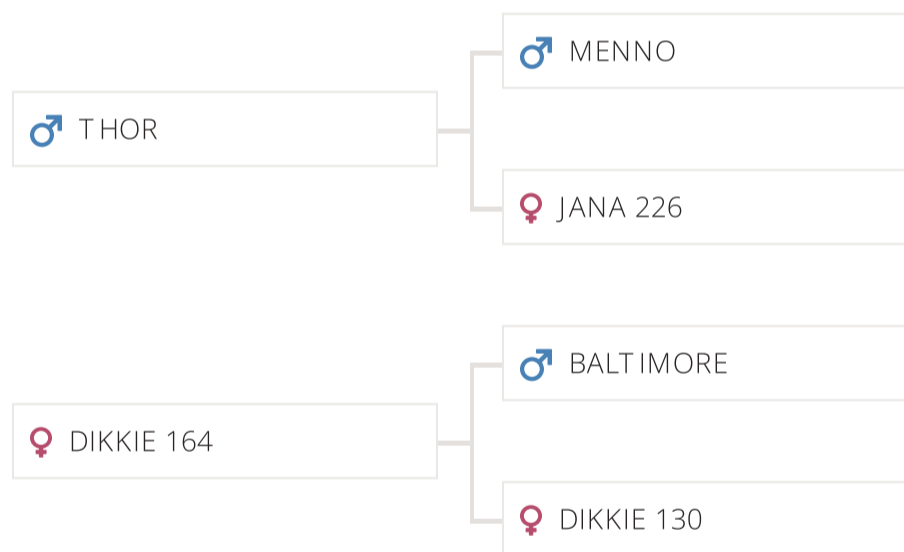 MENNO
THOR
JANA 226
BALTIMORE
DIKKIE 164
DIKKIE 130